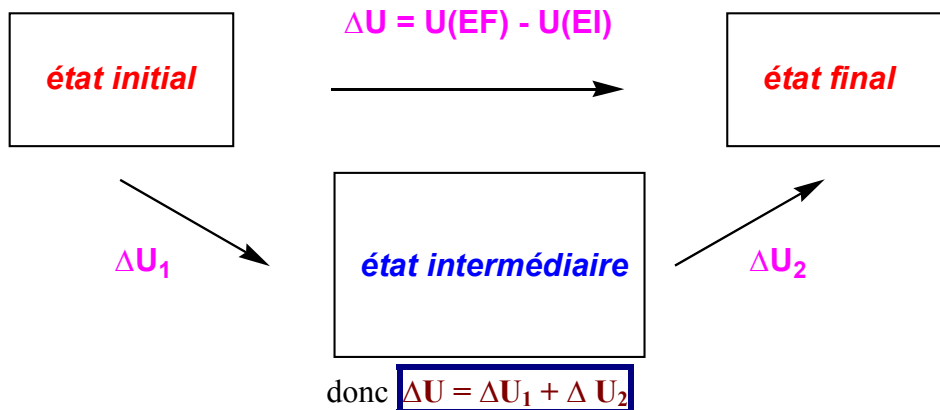 ΔU = U(EF) - U(EI)
état initial
état final
ΔU₁
état intermédiaire
ΔU₂
donc ΔU = ΔU₁ + Δ U₂